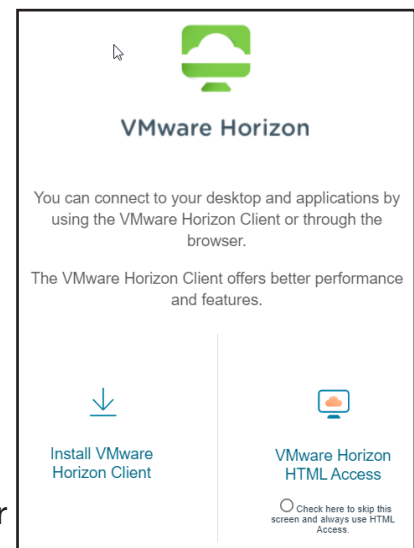 VMware Horizon
You can connect to your desktop and applications by
using the VMware Horizon Client or through the
browser.
The VMware Horizon Client offers better performance
and features.
Install VMware
Horizon Client
VMware Horizon
HTML Access
Check here to skip this
screen and always use HTML
Access.
r